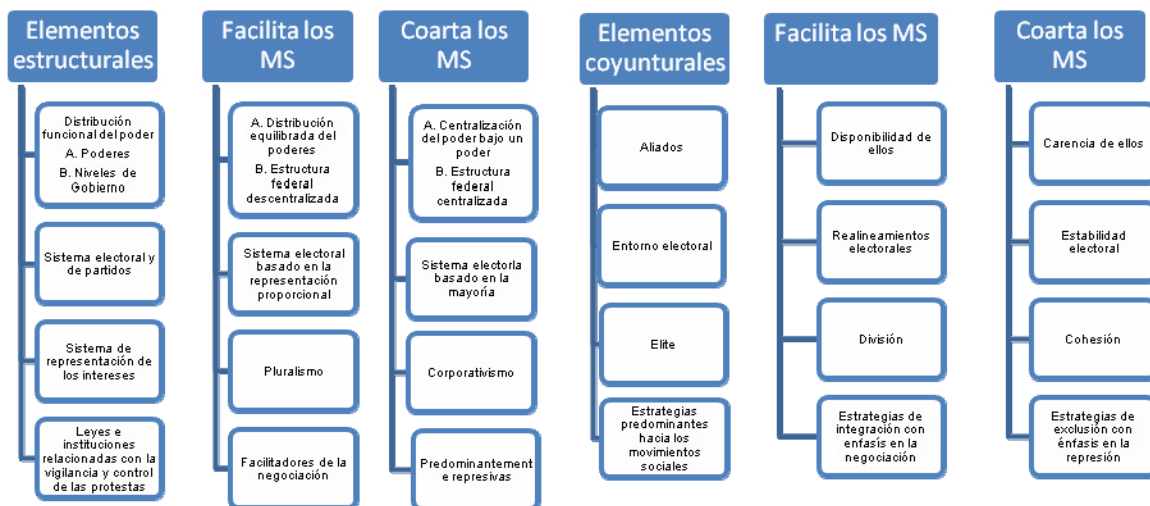 Elementos
estructurales
Distribución
funcional del poder
A. Poderes
B. Niveles de
Gobierno
Sistema electoral y
de partidos
Sistema de
representación de
los intereses
Leyes e
instituciones
relacionadas con la
vigilancia y control
de las protestas
Facilita los
MS
A. Distribución
equilibrada del
poderes
B. Estructura
federal
descentralizada
Sistema electoral
basado en la
representación
proporcional
Pluralismo
Facilitadores de la
negociación
Coarta los
MS
A. Centralización
del poder bajo un
poder
B. Estructura
federal
centralizada
Sistema electorla
basado en la
mayoría
Corporativismo
Predominantement
e represivas
Elementos
coyunturales
Aliados
Entorno electoral
Elite
Estrategias
predominantes
hacia los
movimientos
sociales
Facilita los MS
Disponibilidad de
ellos
Realineamientos
electorales
División
Estrategias de
integración con
enfasís en la
negociación
Coarta los
MS
Carencia de ellos
Estabilidad
electoral
Cohesión
Estrategias de
exclusión con
énfasis en la
represión